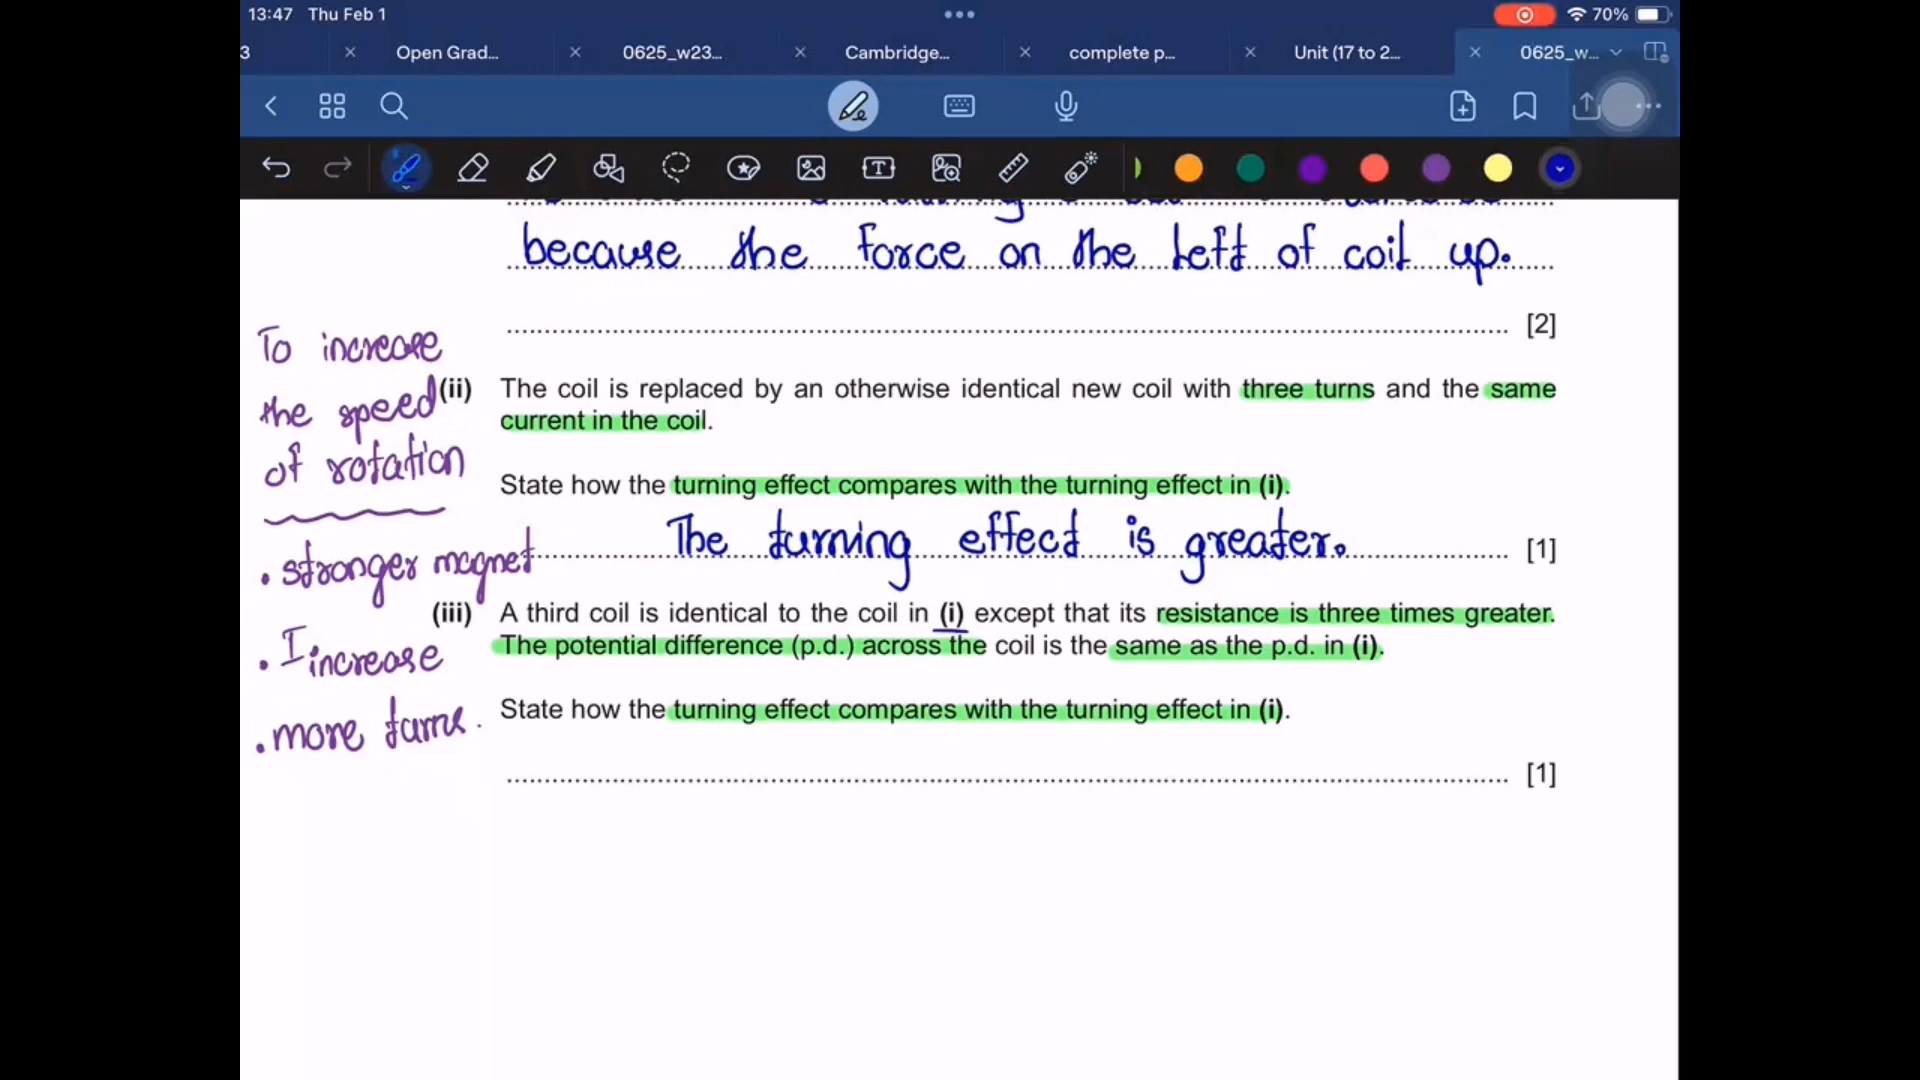 13:47 Thu Feb 1
70%
3
Open Grad...
0625_w23...
Cambridge...
complete p...
Unit (17 to 2...
0625_w...
because the force on the left of coil up.
[2]
To increase
the speed
of rotation
• stronger magnet
• I increase
• more turns.
(ii) The coil is replaced by an otherwise identical new coil with three turns and the same
current in the coil.
State how the turning effect compares with the turning effect in (i).
The turning effect is greater. [1]
(iii) A third coil is identical to the coil in (i) except that its resistance is three times greater.
The potential difference (p.d.) across the coil is the same as the p.d. in (i).
State how the turning effect compares with the turning effect in (i).
[1]